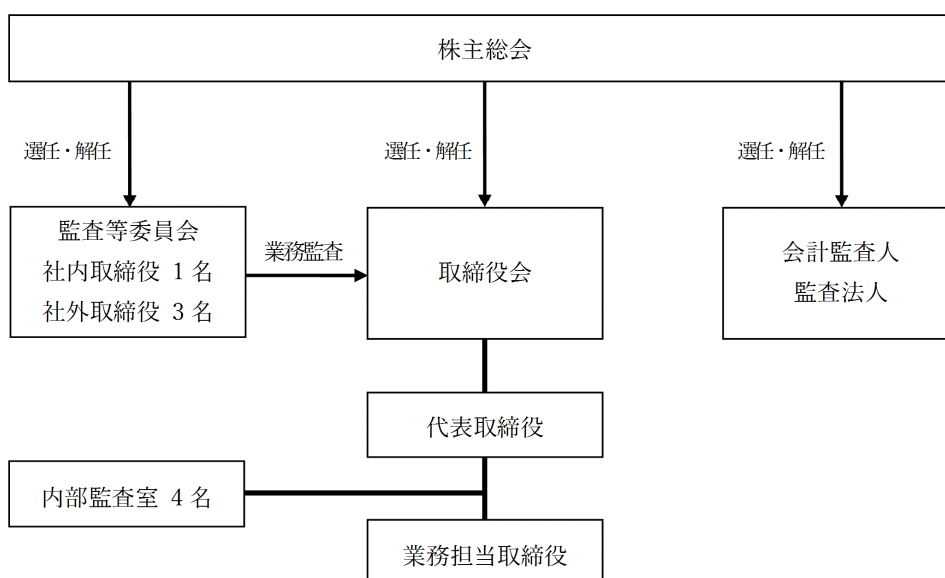 株主総会
選任・解任
選任・解任
選任・解任
監査等委員会
社内取締役 1 名
社外取締役 3 名
業務監査
取締役会
会計監査人
監査法人
代表取締役
内部監査室 4 名
業務担当取締役